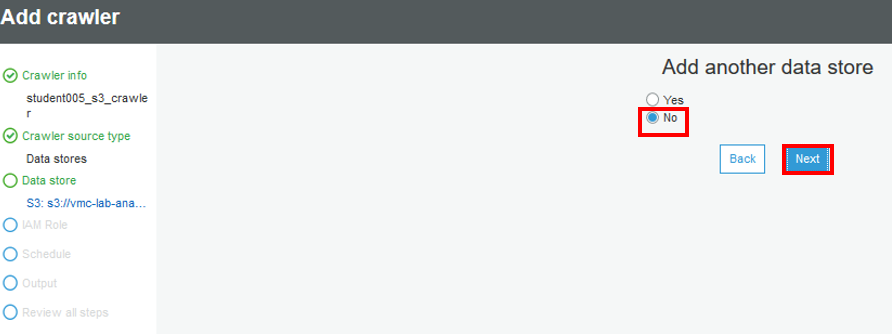 Add crawler
Crawler info
student005_s3_crawle
r
Crawler source type
Data stores
Data store
S3: s3://vmc-lab-ana...
IAM Role
Schedule
Output
Review all steps
Add another data store
Yes
No
Back
Next